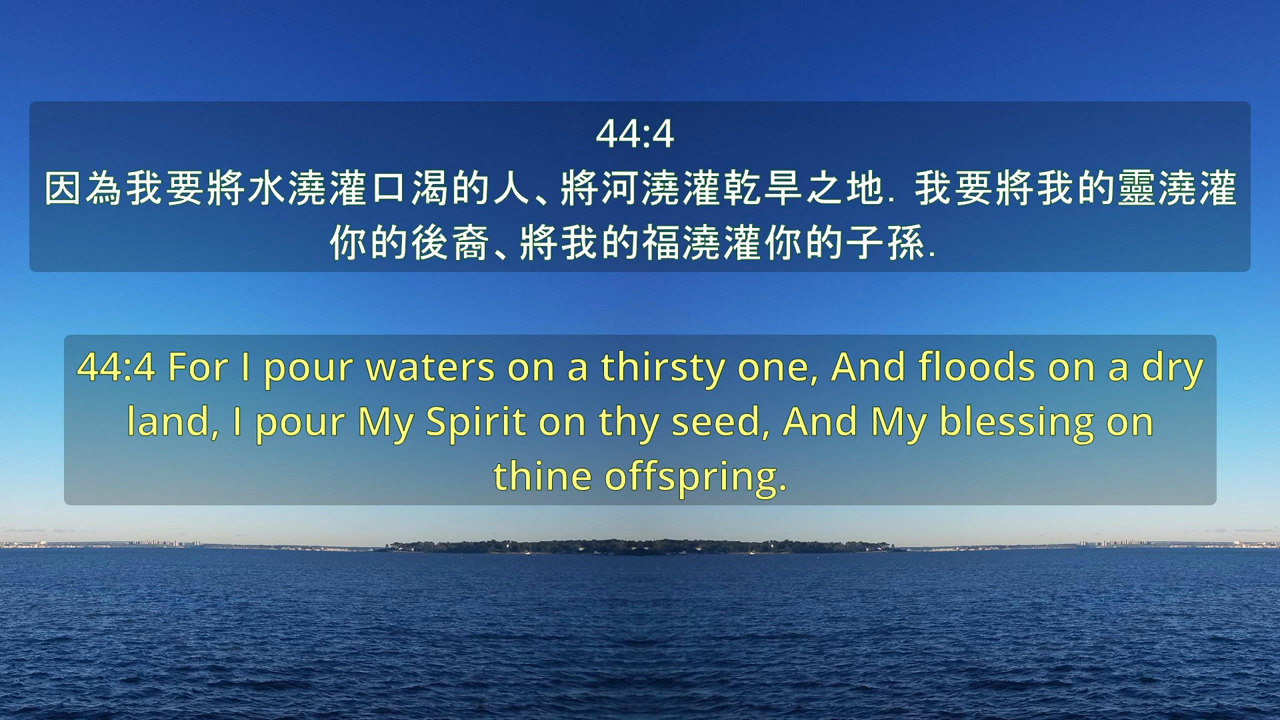 44:4
因為我要將水澆灌口渴的人、將河澆灌乾旱之地. 我要將我的靈澆灌
你的後裔、將我的福澆灌你的子孫.
44:4 For I pour waters on a thirsty one, And floods on a dry
land, I pour My Spirit on thy seed, And My blessing on
thine offspring.